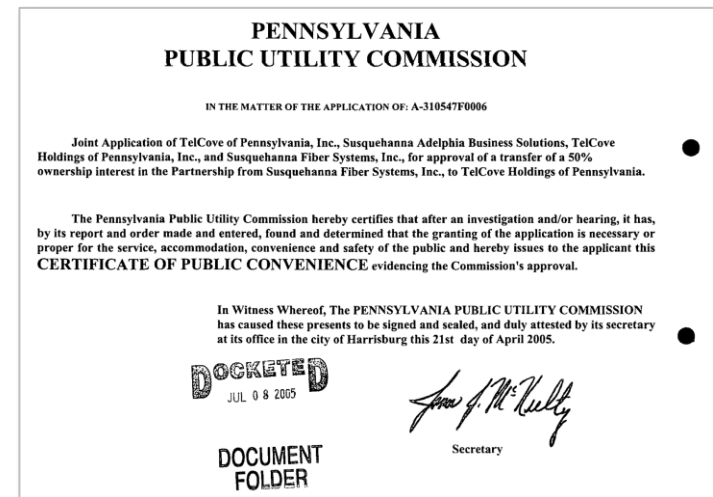 PENNSYLVANIA
PUBLIC UTILITY COMMISSION
IN THE MATTER OF THE APPLICATION OF: A-310547F0006
Joint Application of TelCove of Pennsylvania, Inc., Susquehanna Adelphia Business Solutions, TelCove
Holdings of Pennsylvania, Inc., and Susquehanna Fiber Systems, Inc., for approval of a transfer of a 50%
ownership interest in the Partnership from Susquehanna Fiber Systems, Inc., to TelCove Holdings of Pennsylvania.
The Pennsylvania Public Utility Commission hereby certifies that after an investigation and/or hearing, it has,
by its report and order made and entered, found and determined that the granting of the application is necessary or
proper for the service, accommodation, convenience and safety of the public and hereby issues to the applicant this
CERTIFICATE OF PUBLIC CONVENIENCE evidencing the Commission's approval.
In Witness Whereof, The PENNSYLVANIA PUBLIC UTILITY COMMISSION
has caused these presents to be signed and sealed, and duly attested by its secretary
at its office in the city of Harrisburg this 21st day of April 2005.
DOCKETED
JUL 08 2005
James J. McNulty
Secretary
DOCUMENT
FOLDER